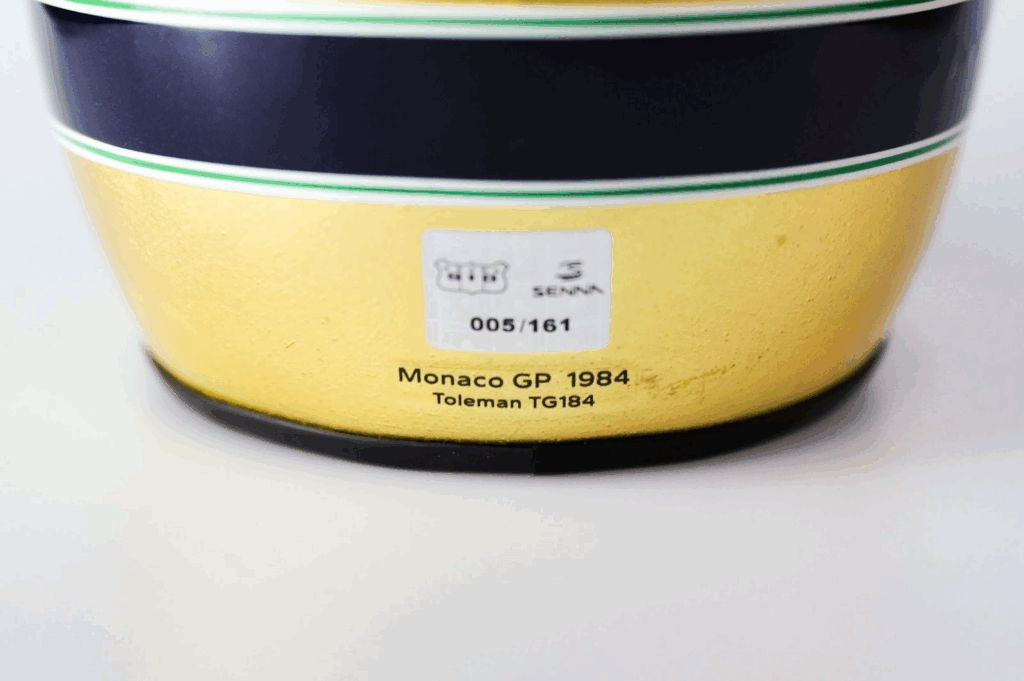 SENNA
005/161
Monaco GP 1984
Toleman TG184